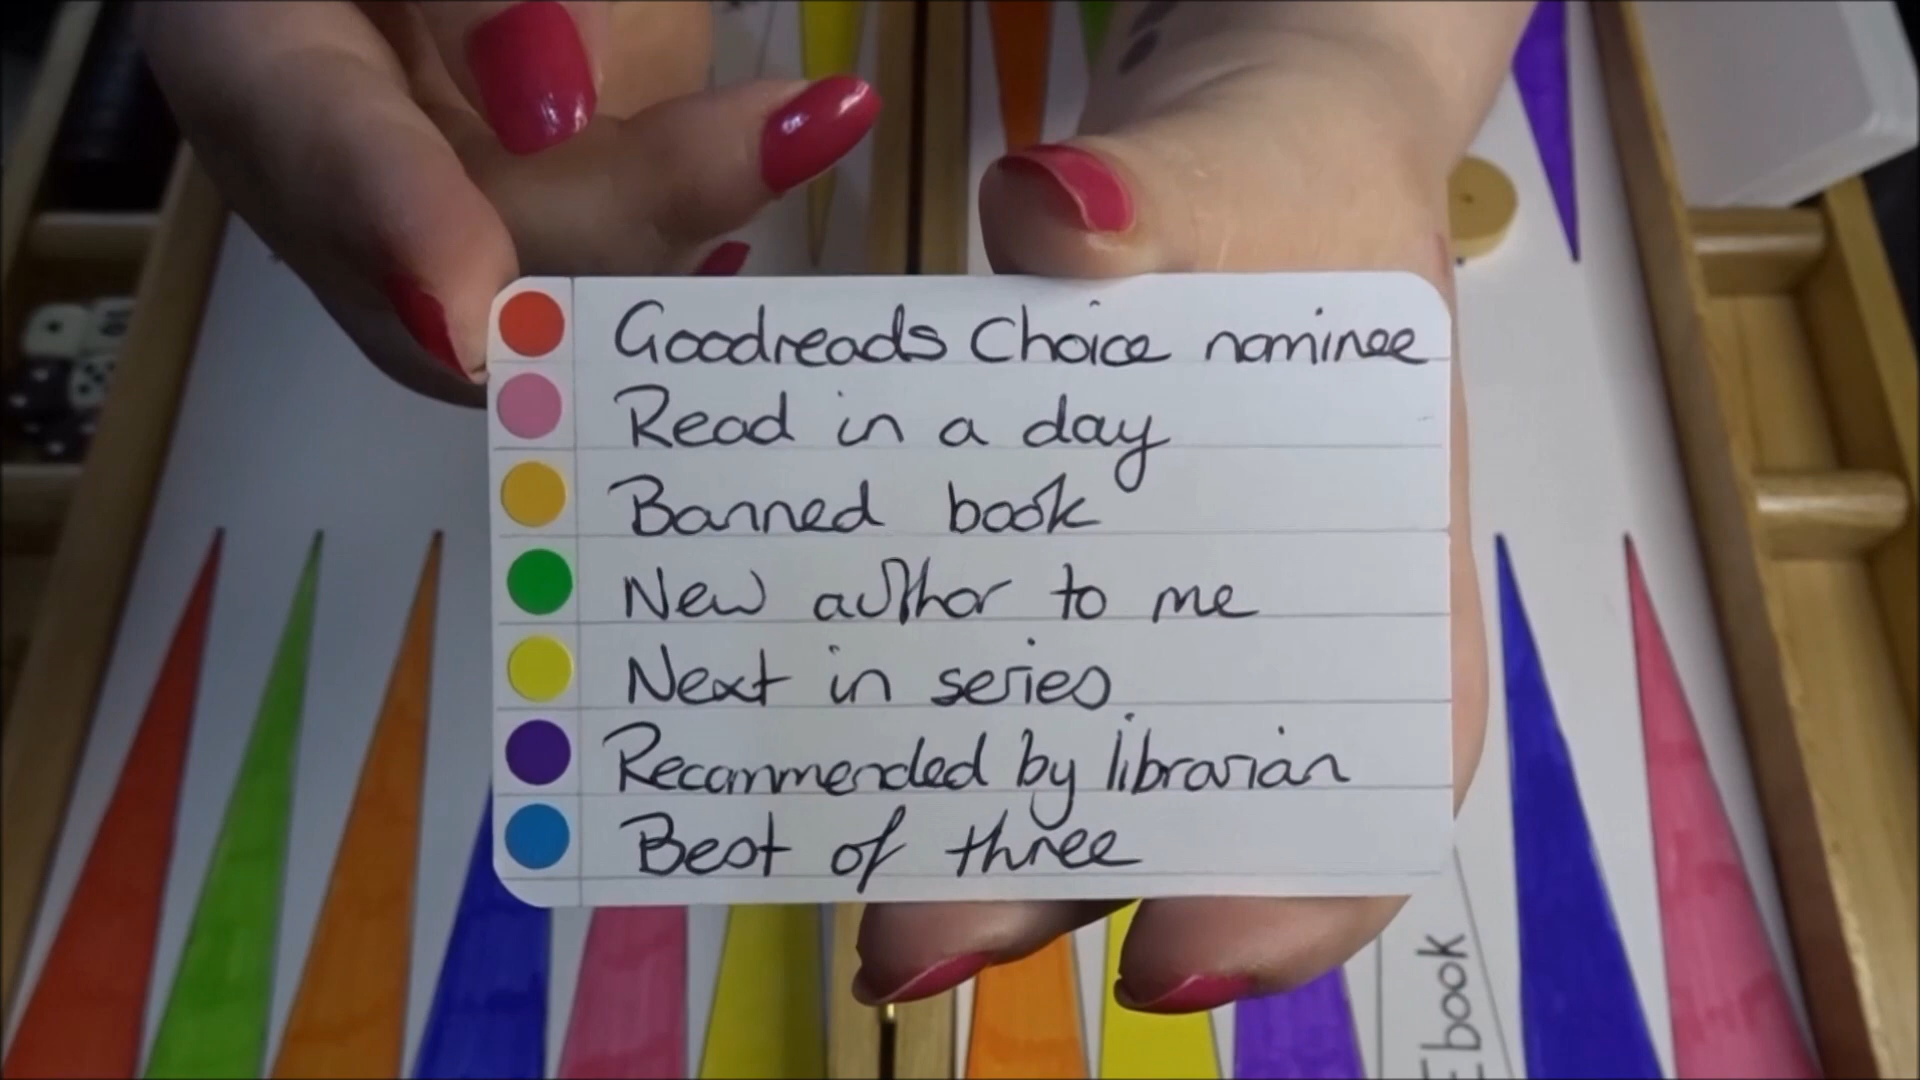 Goodreads Choice nominee
Read in a day
Banned book
New author to me
Next in series
Recommended by librarian
Best of three
Ebook